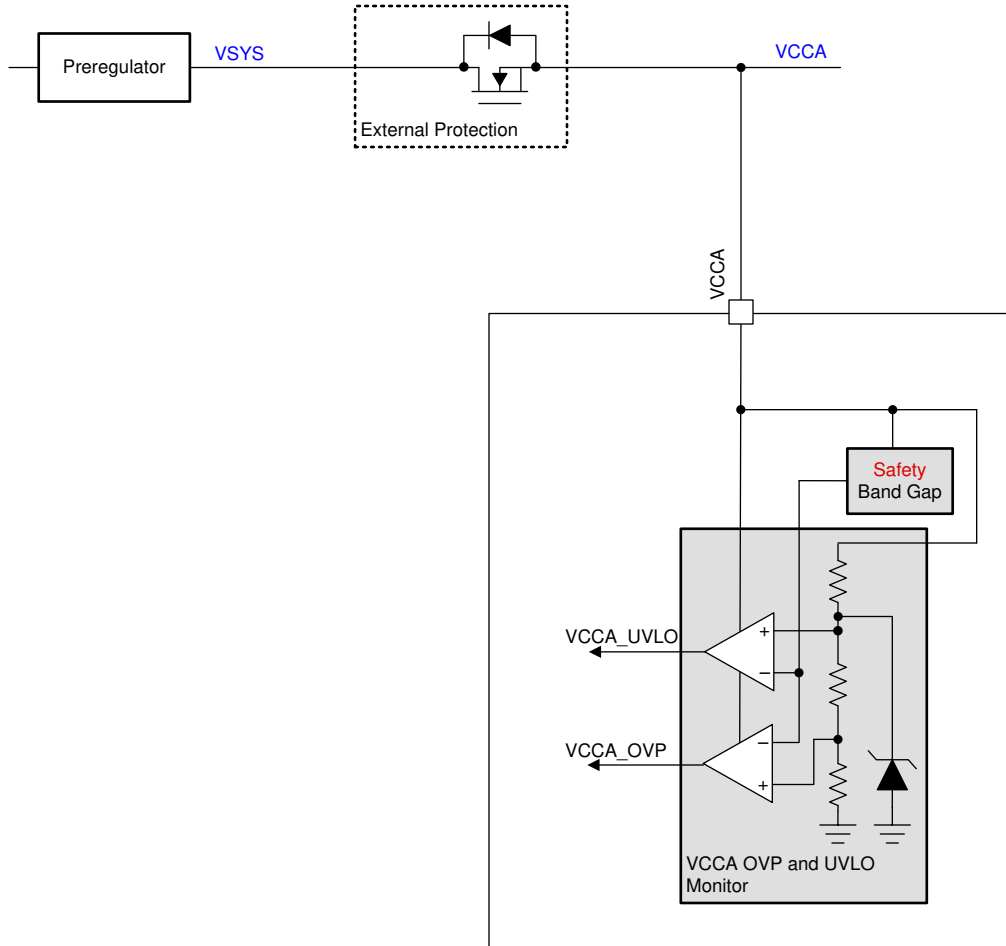 Preregulator
VSYS
VCCA
External Protection
VCCA
Safety
Band Gap
VCCA_UVLO
+
−
VCCA_OVP
−
+
VCCA OVP and UVLO
Monitor